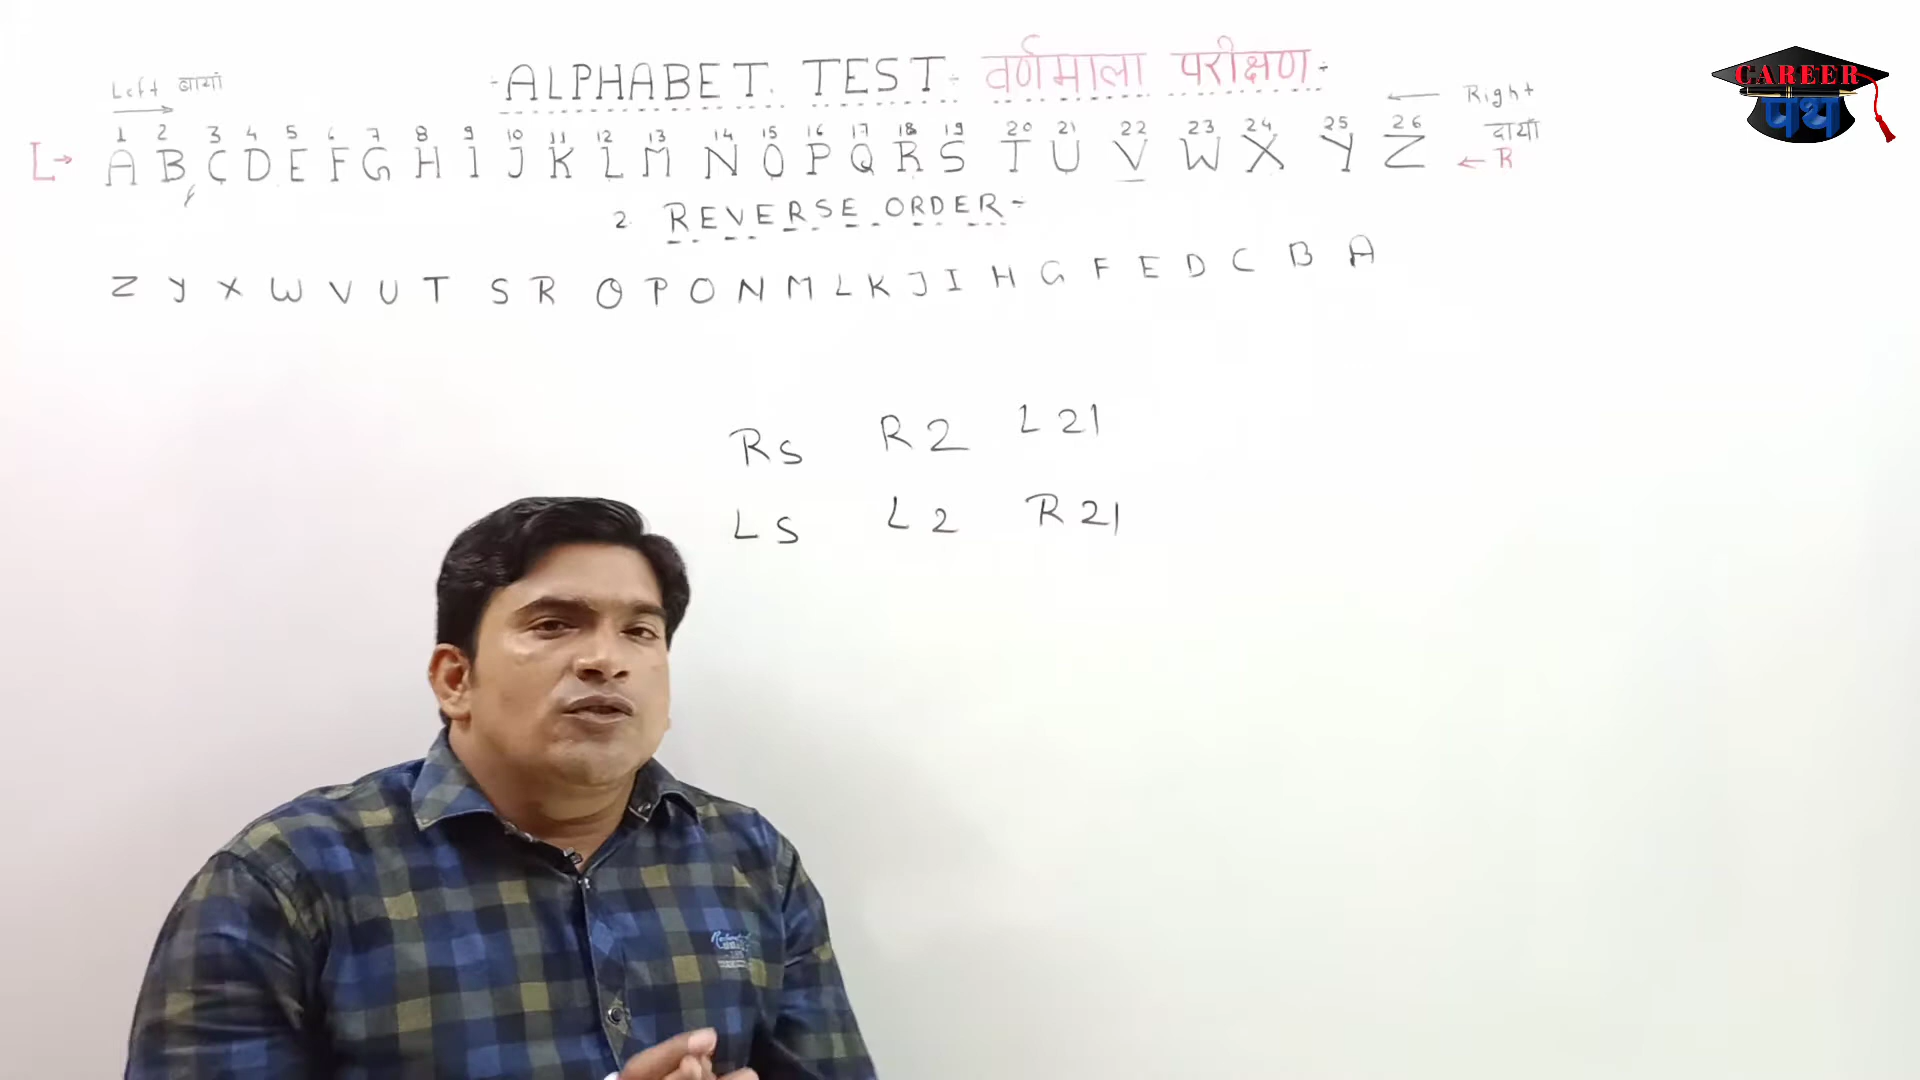 ÷ ALPHABET. TEST ÷ वर्णमाला परीक्षण ÷
Left बायां
Right
दायां
CAREER
पथ
1 2 3 4 5 6 7 8 9 10 11 12 13 14 15 16 17 18 19 20 21 22 23 24 25 26
L→ A B C D E F G H I J K L M N O P Q R S T U V W X Y Z ← R
2. REVERSE ORDER ÷
Z Y X W V U T S R Q P O N M L K J I H G F E D C B A
RS R2 L21
LS L2 R21